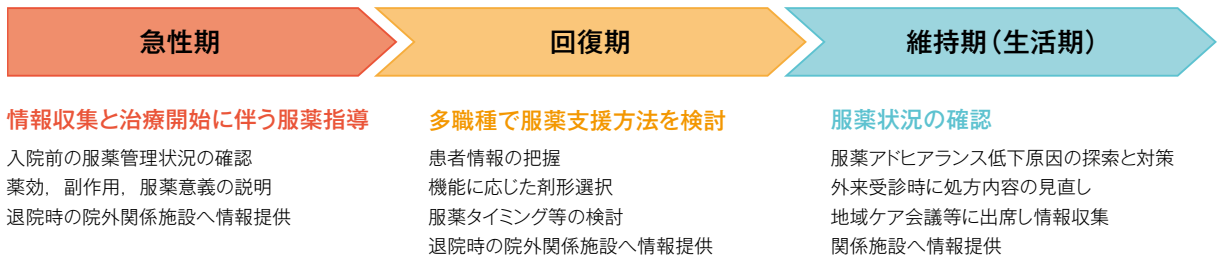 急性期
回復期
維持期（生活期）
情報収集と治療開始に伴う服薬指導
入院前の服薬管理状況の確認
薬効，副作用，服薬意義の説明
退院時の院外関係施設へ情報提供
多職種で服薬支援方法を検討
患者情報の把握
機能に応じた剤形選択
服薬タイミング等の検討
退院時の院外関係施設へ情報提供
服薬状況の確認
服薬アドヒアランス低下原因の探索と対策
外来受診時に処方内容の見直し
地域ケア会議等に出席し情報収集
関係施設へ情報提供